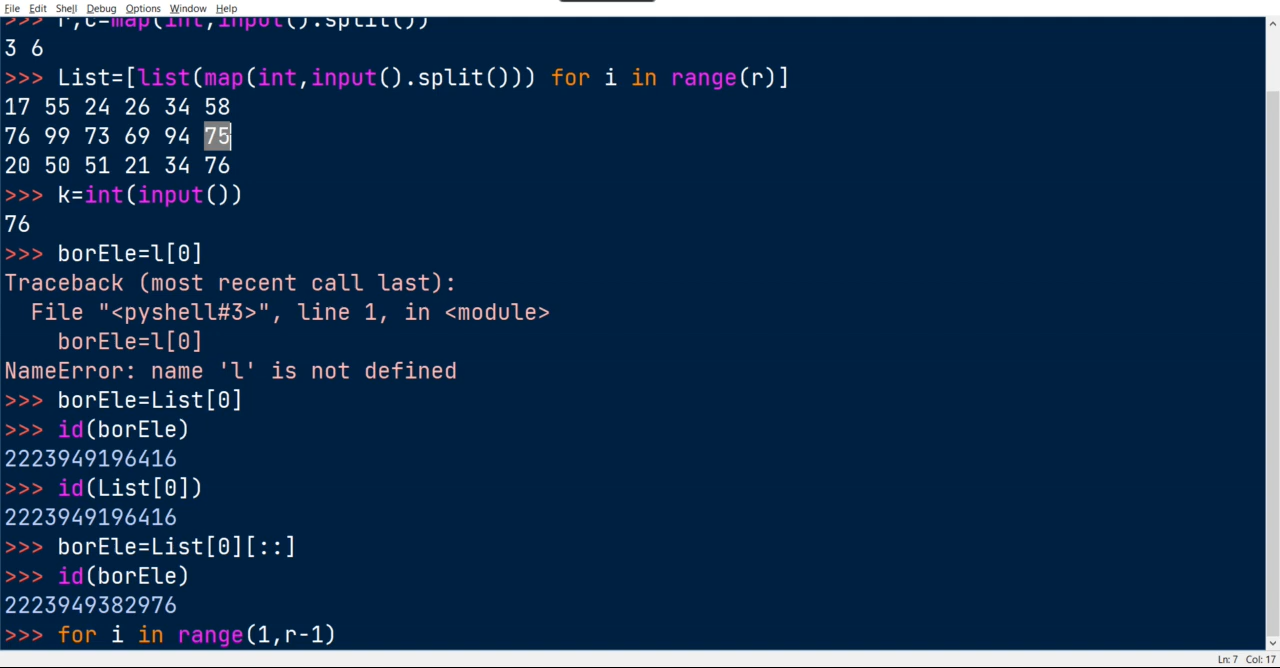 File Edit Shell Debug Options Window Help
>>> r,c=map(int,input().split())
3 6
>>> List=[list(map(int,input().split())) for i in range(r)]
17 55 24 26 34 58
76 99 73 69 94 75
20 50 51 21 34 76
>>> k=int(input())
76
>>> borEle=l[0]
Traceback (most recent call last):
  File "<pyshell#3>", line 1, in <module>
    borEle=l[0]
NameError: name 'l' is not defined
>>> borEle=List[0]
>>> id(borEle)
2223949196416
>>> id(List[0])
2223949196416
>>> borEle=List[0][::]
>>> id(borEle)
2223949382976
>>> for i in range(1,r-1)
Ln: 7 Col: 17